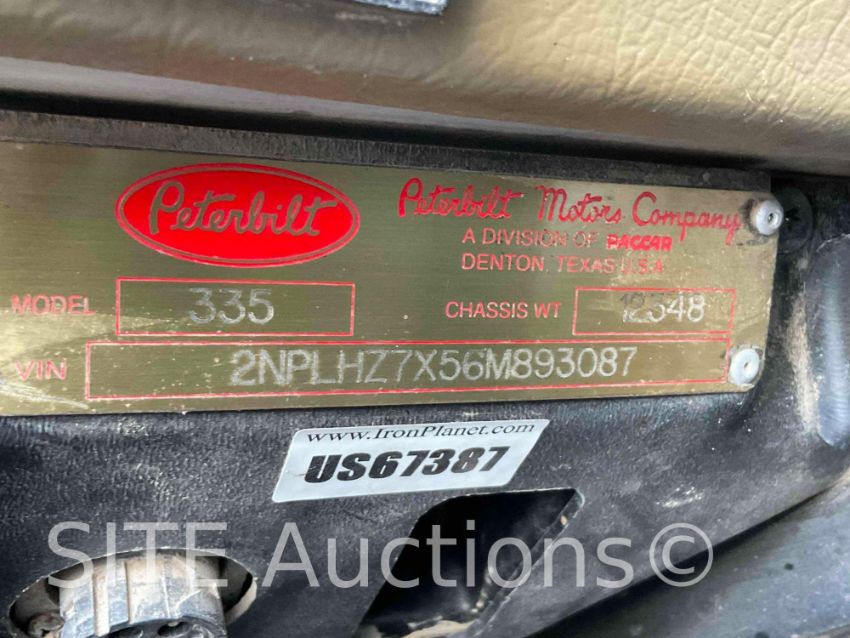 Peterbilt
Peterbilt Motors Company
A DIVISION OF PACCAR
DENTON, TEXAS U.S.A
MODEL 335 CHASSIS WT 12348
VIN 2NPLHZ7X56M893087
www.IronPlanet.com
US67387
SITE Auctions.com